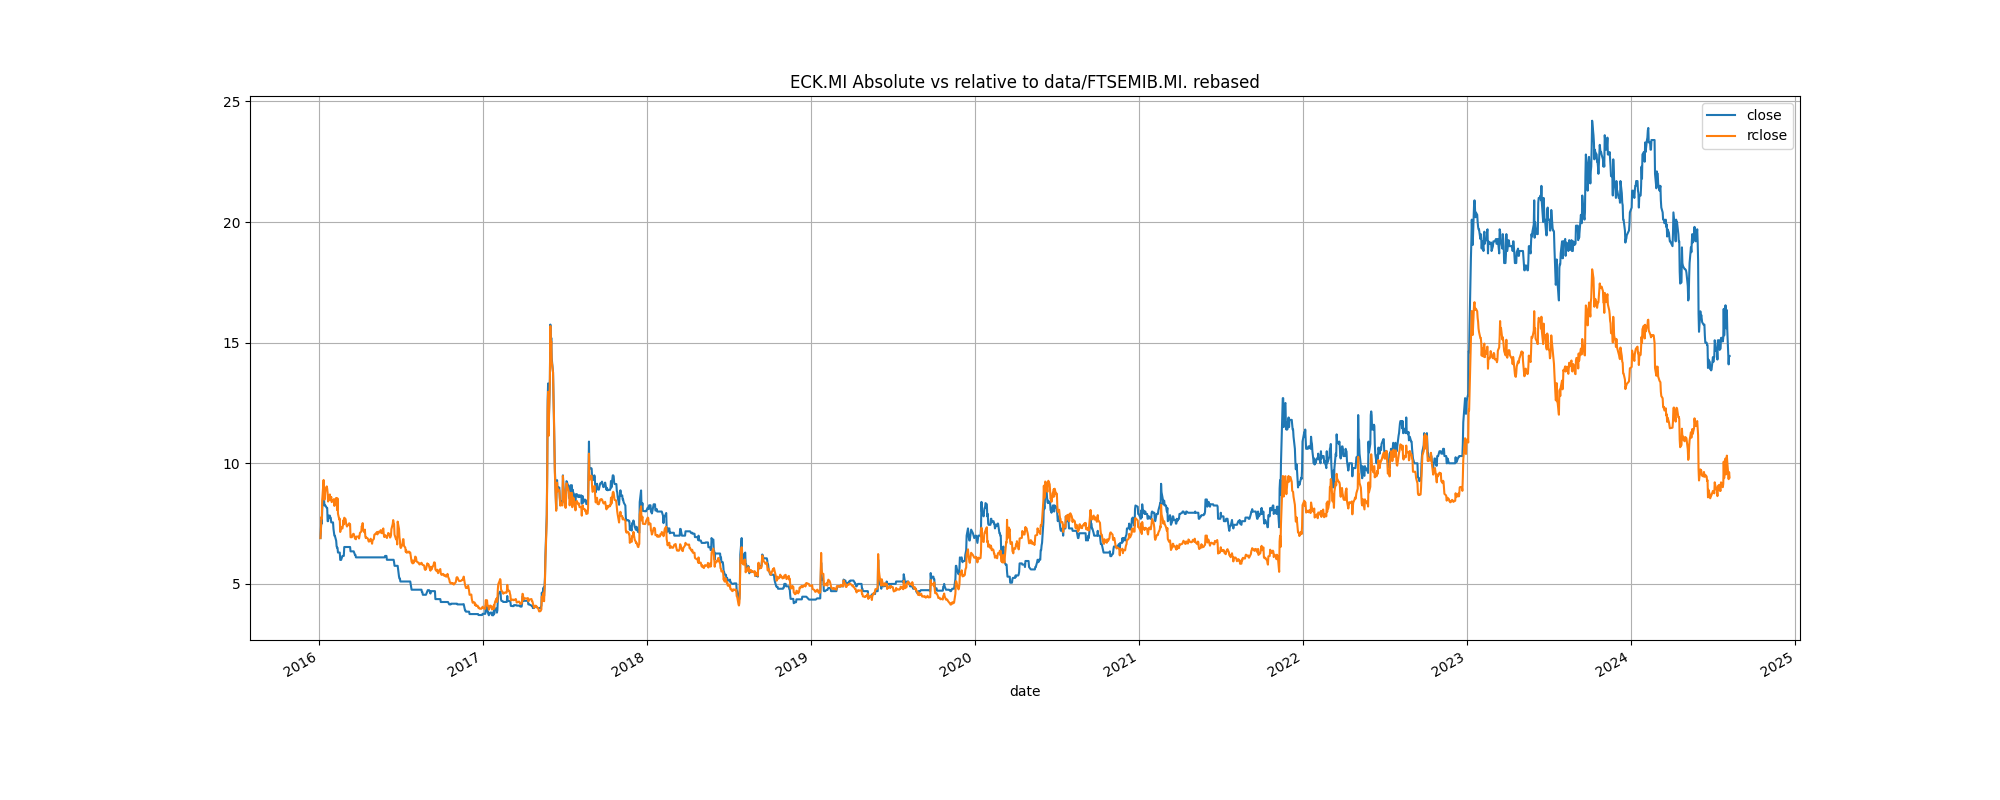 ECK.MI Absolute vs relative to data/FTSEMIB.MI. rebased
close
rclose
25
20
15
10
5
2016 2017 2018 2019 2020 2021 2022 2023 2024 2025
date